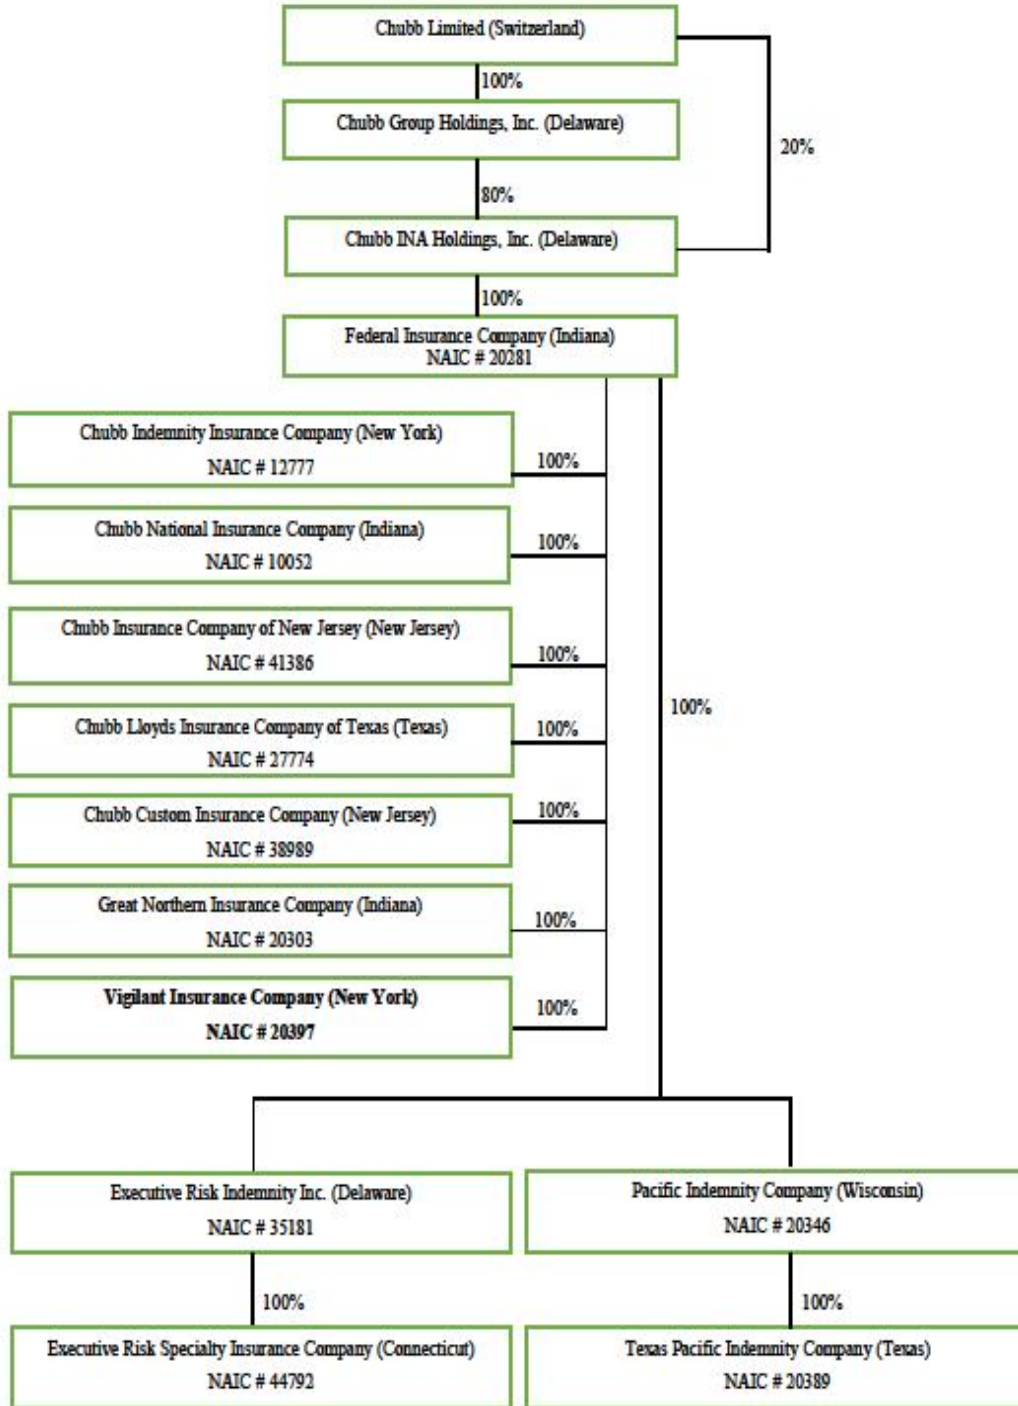 Chubb Limited (Switzerland)
100%
Chubb Group Holdings, Inc. (Delaware)
20%
80%
Chubb INA Holdings, Inc. (Delaware)
100%
Federal Insurance Company (Indiana)
NAIC # 20281
Chubb Indemnity Insurance Company (New York)
NAIC # 12777
100%
Chubb National Insurance Company (Indiana)
NAIC # 10052
100%
Chubb Insurance Company of New Jersey (New Jersey)
NAIC # 41386
100%
100%
Chubb Lloyds Insurance Company of Texas (Texas)
NAIC # 27774
100%
Chubb Custom Insurance Company (New Jersey)
NAIC # 38989
100%
Great Northern Insurance Company (Indiana)
NAIC # 20303
100%
Vigilant Insurance Company (New York)
NAIC # 20397
100%
Executive Risk Indemnity Inc. (Delaware)
NAIC # 35181
Pacific Indemnity Company (Wisconsin)
NAIC # 20346
100%
100%
Executive Risk Specialty Insurance Company (Connecticut)
NAIC # 44792
Texas Pacific Indemnity Company (Texas)
NAIC # 20389